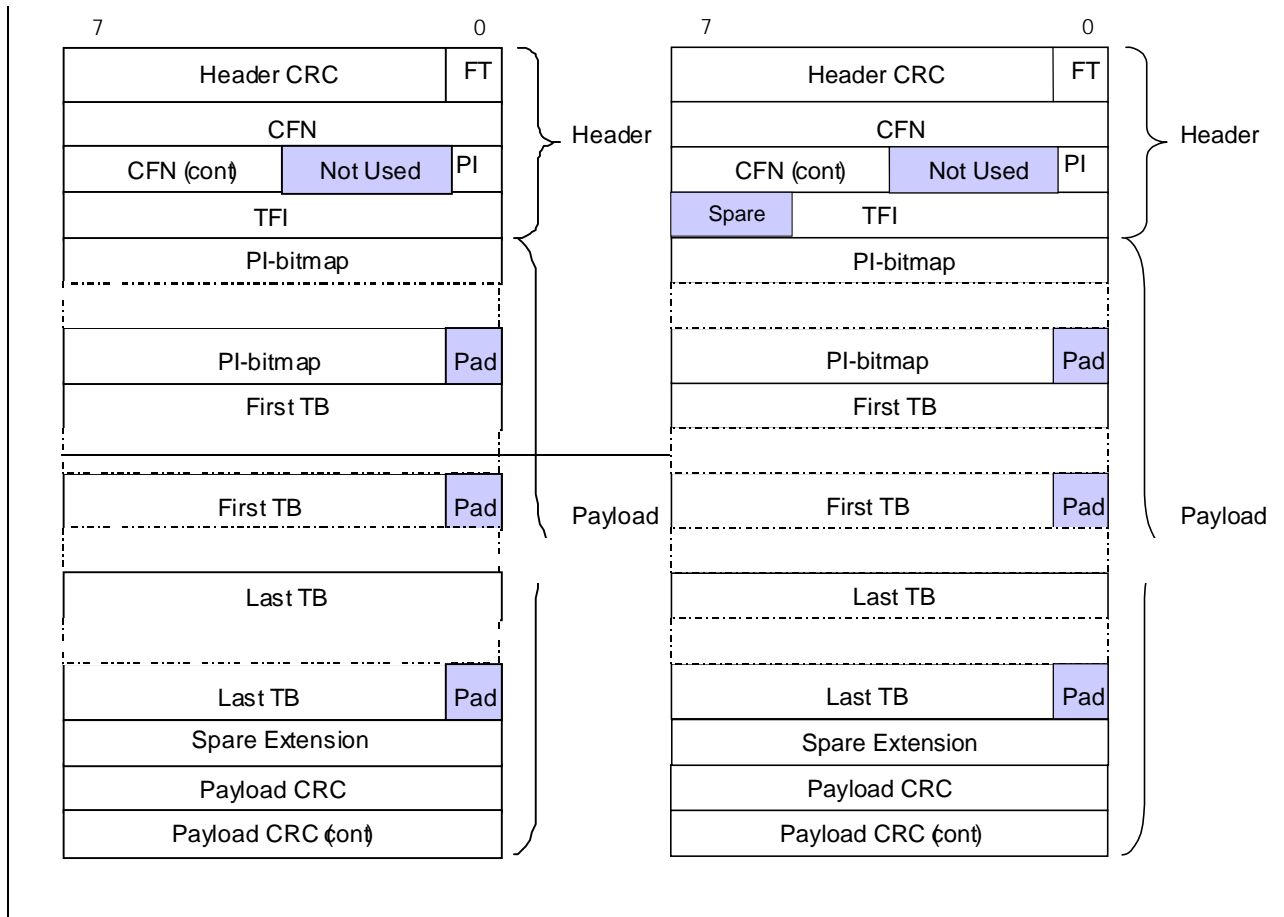 7 0
Header CRC FT
CFN
CFN (cont) Not Used PI
TFI
Header
PI-bitmap
PI-bitmap Pad
First TB
First TB Pad
Payload
Last TB
Last TB Pad
Spare Extension
Payload CRC
Payload CRC (cont)
7 0
Header CRC FT
CFN
CFN (cont) Not Used PI
Spare TFI
Header
PI-bitmap
PI-bitmap Pad
First TB
First TB Pad
Payload
Last TB
Last TB Pad
Spare Extension
Payload CRC
Payload CRC (cont)